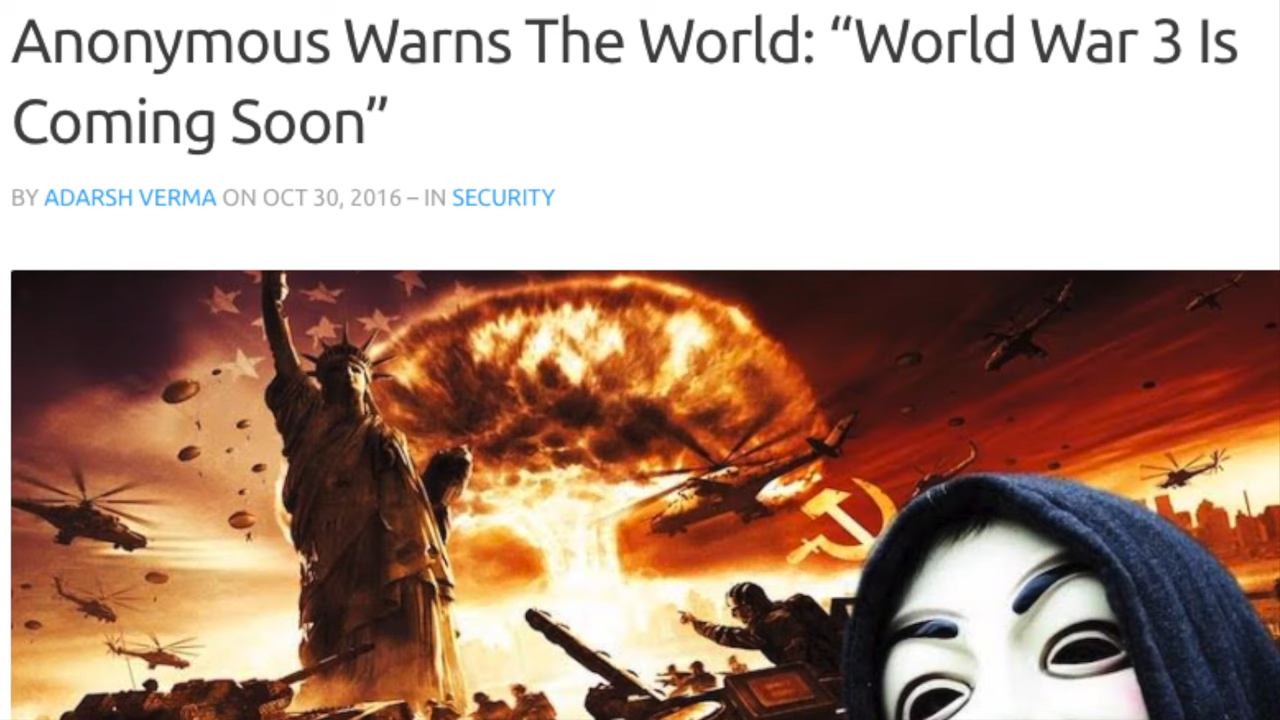 Anonymous Warns The World: “World War 3 Is
Coming Soon”
BY ADARSH VERMA ON OCT 30, 2016 – IN SECURITY